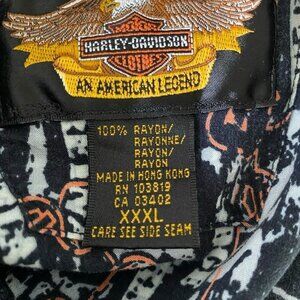 MOTOR
HARLEY-DAVIDSON
CLOTHES
AN AMERICAN LEGEND
100% RAYON/
RAYONNE/
RAYON/
RAYON
MADE IN HONG KONG
RN 103819
CA 03402
XXXL
CARE SEE SIDE SEAM